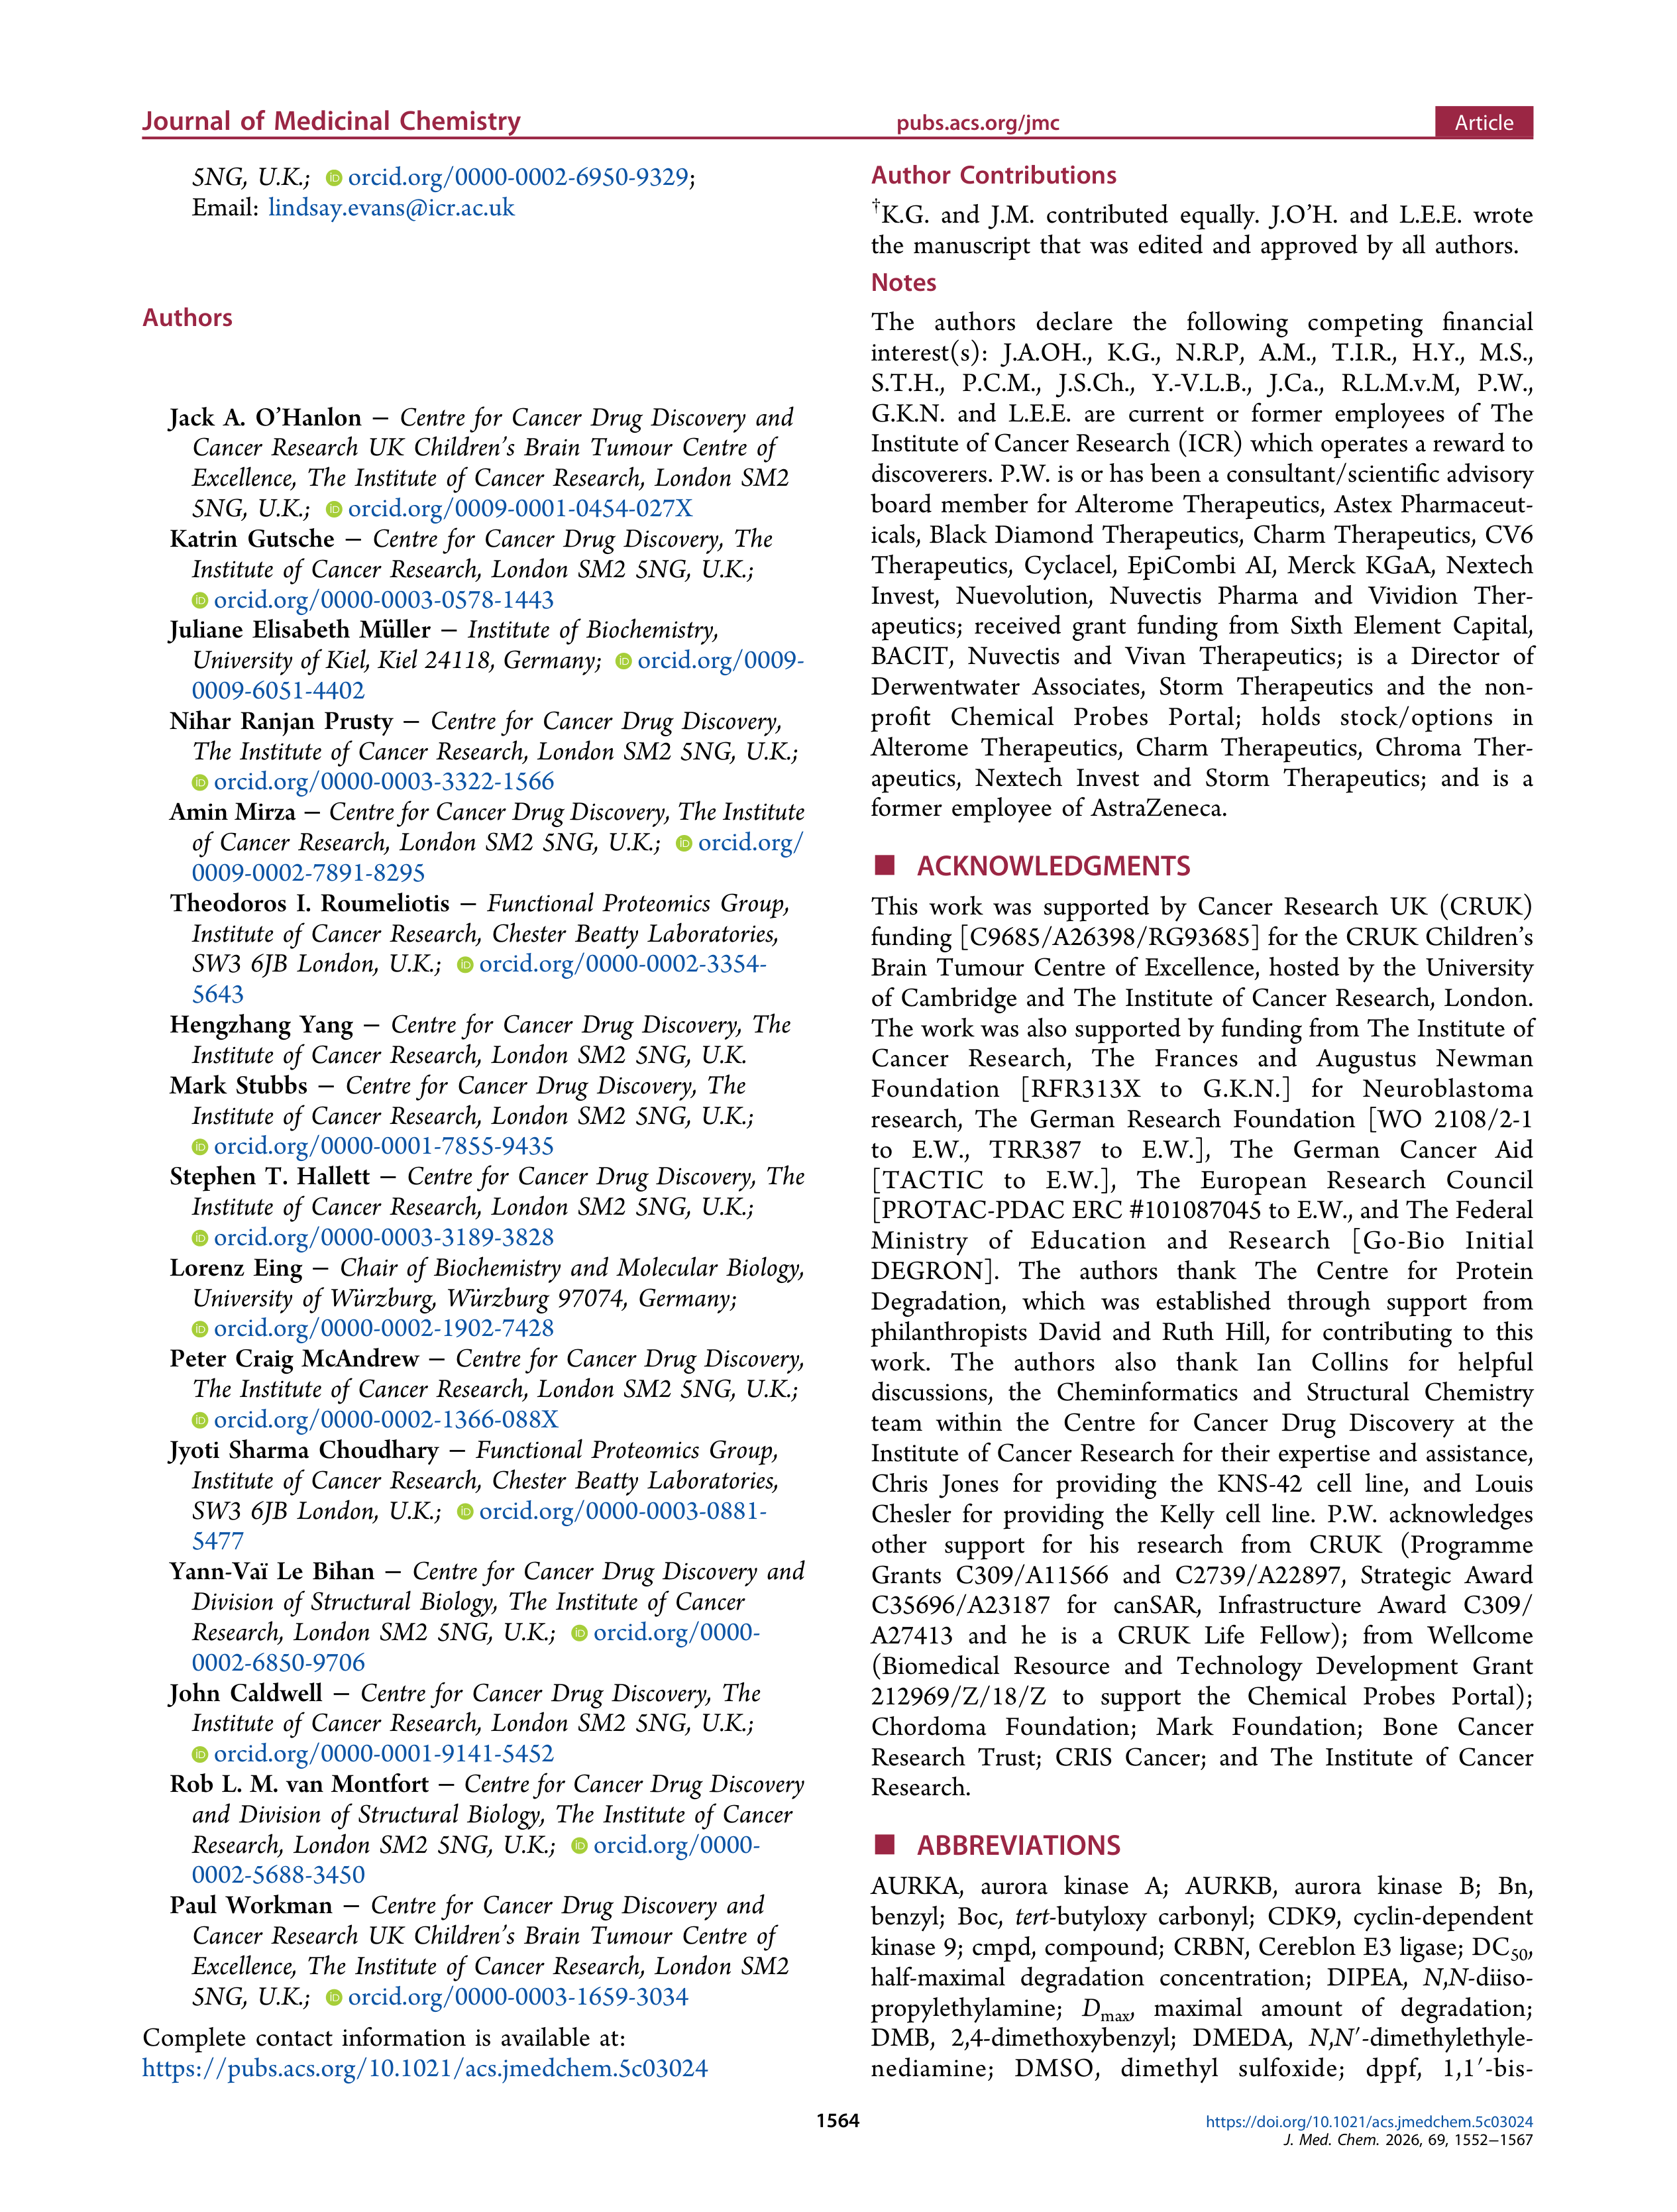 Journal of Medicinal Chemistry
pubs.acs.org/jmc
Article
5NG, U.K.; orcid.org/0000-0002-6950-9329;
Email: lindsay.evans@icr.ac.uk
Authors
Jack A. O’Hanlon − Centre for Cancer Drug Discovery and
Cancer Research UK Children’s Brain Tumour Centre of
Excellence, The Institute of Cancer Research, London SM2
5NG, U.K.; orcid.org/0009-0001-0454-027X
Katrin Gutsche − Centre for Cancer Drug Discovery, The
Institute of Cancer Research, London SM2 5NG, U.K.;
orcid.org/0000-0003-0578-1443
Juliane Elisabeth Müller − Institute of Biochemistry,
University of Kiel, Kiel 24118, Germany; orcid.org/0009-
0009-6051-4402
Nihar Ranjan Prusty − Centre for Cancer Drug Discovery,
The Institute of Cancer Research, London SM2 5NG, U.K.;
orcid.org/0000-0003-3322-1566
Amin Mirza − Centre for Cancer Drug Discovery, The Institute
of Cancer Research, London SM2 5NG, U.K.; orcid.org/
0009-0002-7891-8295
Theodoros I. Roumeliotis − Functional Proteomics Group,
Institute of Cancer Research, Chester Beatty Laboratories,
SW3 6JB London, U.K.; orcid.org/0000-0002-3354-
5643
Hengzhang Yang − Centre for Cancer Drug Discovery, The
Institute of Cancer Research, London SM2 5NG, U.K.
Mark Stubbs − Centre for Cancer Drug Discovery, The
Institute of Cancer Research, London SM2 5NG, U.K.;
orcid.org/0000-0001-7855-9435
Stephen T. Hallett − Centre for Cancer Drug Discovery, The
Institute of Cancer Research, London SM2 5NG, U.K.;
orcid.org/0000-0003-3189-3828
Lorenz Eing − Chair of Biochemistry and Molecular Biology,
University of Würzburg, Würzburg 97074, Germany;
orcid.org/0000-0002-1902-7428
Peter Craig McAndrew − Centre for Cancer Drug Discovery,
The Institute of Cancer Research, London SM2 5NG, U.K.;
orcid.org/0000-0002-1366-088X
Jyoti Sharma Choudhary − Functional Proteomics Group,
Institute of Cancer Research, Chester Beatty Laboratories,
SW3 6JB London, U.K.; orcid.org/0000-0003-0881-
5477
Yann-Vaï Le Bihan − Centre for Cancer Drug Discovery and
Division of Structural Biology, The Institute of Cancer
Research, London SM2 5NG, U.K.; orcid.org/0000-
0002-6850-9706
John Caldwell − Centre for Cancer Drug Discovery, The
Institute of Cancer Research, London SM2 5NG, U.K.;
orcid.org/0000-0001-9141-5452
Rob L. M. van Montfort − Centre for Cancer Drug Discovery
and Division of Structural Biology, The Institute of Cancer
Research, London SM2 5NG, U.K.; orcid.org/0000-
0002-5688-3450
Paul Workman − Centre for Cancer Drug Discovery and
Cancer Research UK Children’s Brain Tumour Centre of
Excellence, The Institute of Cancer Research, London SM2
5NG, U.K.; orcid.org/0000-0003-1659-3034
Complete contact information is available at:
https://pubs.acs.org/10.1021/acs.jmedchem.5c03024
Author Contributions
†K.G. and J.M. contributed equally. J.O’H. and L.E.E. wrote
the manuscript that was edited and approved by all authors.
Notes
The authors declare the following competing financial
interest(s): J.A.OH., K.G., N.R.P, A.M., T.I.R., H.Y., M.S.,
S.T.H., P.C.M., J.S.Ch., Y.-V.L.B., J.Ca., R.L.M.v.M, P.W.,
G.K.N. and L.E.E. are current or former employees of The
Institute of Cancer Research (ICR) which operates a reward to
discoverers. P.W. is or has been a consultant/scientific advisory
board member for Alterome Therapeutics, Astex Pharmaceut-
icals, Black Diamond Therapeutics, Charm Therapeutics, CV6
Therapeutics, Cyclacel, EpiCombi AI, Merck KGaA, Nextech
Invest, Nuevolution, Nuvectis Pharma and Vividion Ther-
apeutics; received grant funding from Sixth Element Capital,
BACIT, Nuvectis and Vivan Therapeutics; is a Director of
Derwentwater Associates, Storm Therapeutics and the non-
profit Chemical Probes Portal; holds stock/options in
Alterome Therapeutics, Charm Therapeutics, Chroma Ther-
apeutics, Nextech Invest and Storm Therapeutics; and is a
former employee of AstraZeneca.
■ ACKNOWLEDGMENTS
This work was supported by Cancer Research UK (CRUK)
funding [C9685/A26398/RG93685] for the CRUK Children’s
Brain Tumour Centre of Excellence, hosted by the University
of Cambridge and The Institute of Cancer Research, London.
The work was also supported by funding from The Institute of
Cancer Research, The Frances and Augustus Newman
Foundation [RFR313X to G.K.N.] for Neuroblastoma
research, The German Research Foundation [WO 2108/2-1
to E.W., TRR387 to E.W.], The German Cancer Aid
[TACTIC to E.W.], The European Research Council
[PROTAC-PDAC ERC #101087045 to E.W., and The Federal
Ministry of Education and Research [Go-Bio Initial
DEGRON]. The authors thank The Centre for Protein
Degradation, which was established through support from
philanthropists David and Ruth Hill, for contributing to this
work. The authors also thank Ian Collins for helpful
discussions, the Cheminformatics and Structural Chemistry
team within the Centre for Cancer Drug Discovery at the
Institute of Cancer Research for their expertise and assistance,
Chris Jones for providing the KNS-42 cell line, and Louis
Chesler for providing the Kelly cell line. P.W. acknowledges
other support for his research from CRUK (Programme
Grants C309/A11566 and C2739/A22897, Strategic Award
C35696/A23187 for canSAR, Infrastructure Award C309/
A27413 and he is a CRUK Life Fellow); from Wellcome
(Biomedical Resource and Technology Development Grant
212969/Z/18/Z to support the Chemical Probes Portal);
Chordoma Foundation; Mark Foundation; Bone Cancer
Research Trust; CRIS Cancer; and The Institute of Cancer
Research.
■ ABBREVIATIONS
AURKA, aurora kinase A; AURKB, aurora kinase B; Bn,
benzyl; Boc, tert-butyloxy carbonyl; CDK9, cyclin-dependent
kinase 9; cmpd, compound; CRBN, Cereblon E3 ligase; DC50,
half-maximal degradation concentration; DIPEA, N,N-diiso-
propylethylamine; Dmax, maximal amount of degradation;
DMB, 2,4-dimethoxybenzyl; DMEDA, N,N′-dimethylethyle-
nediamine; DMSO, dimethyl sulfoxide; dppf, 1,1′-bis-
1564
https://doi.org/10.1021/acs.jmedchem.5c03024
J. Med. Chem. 2026, 69, 1552−1567